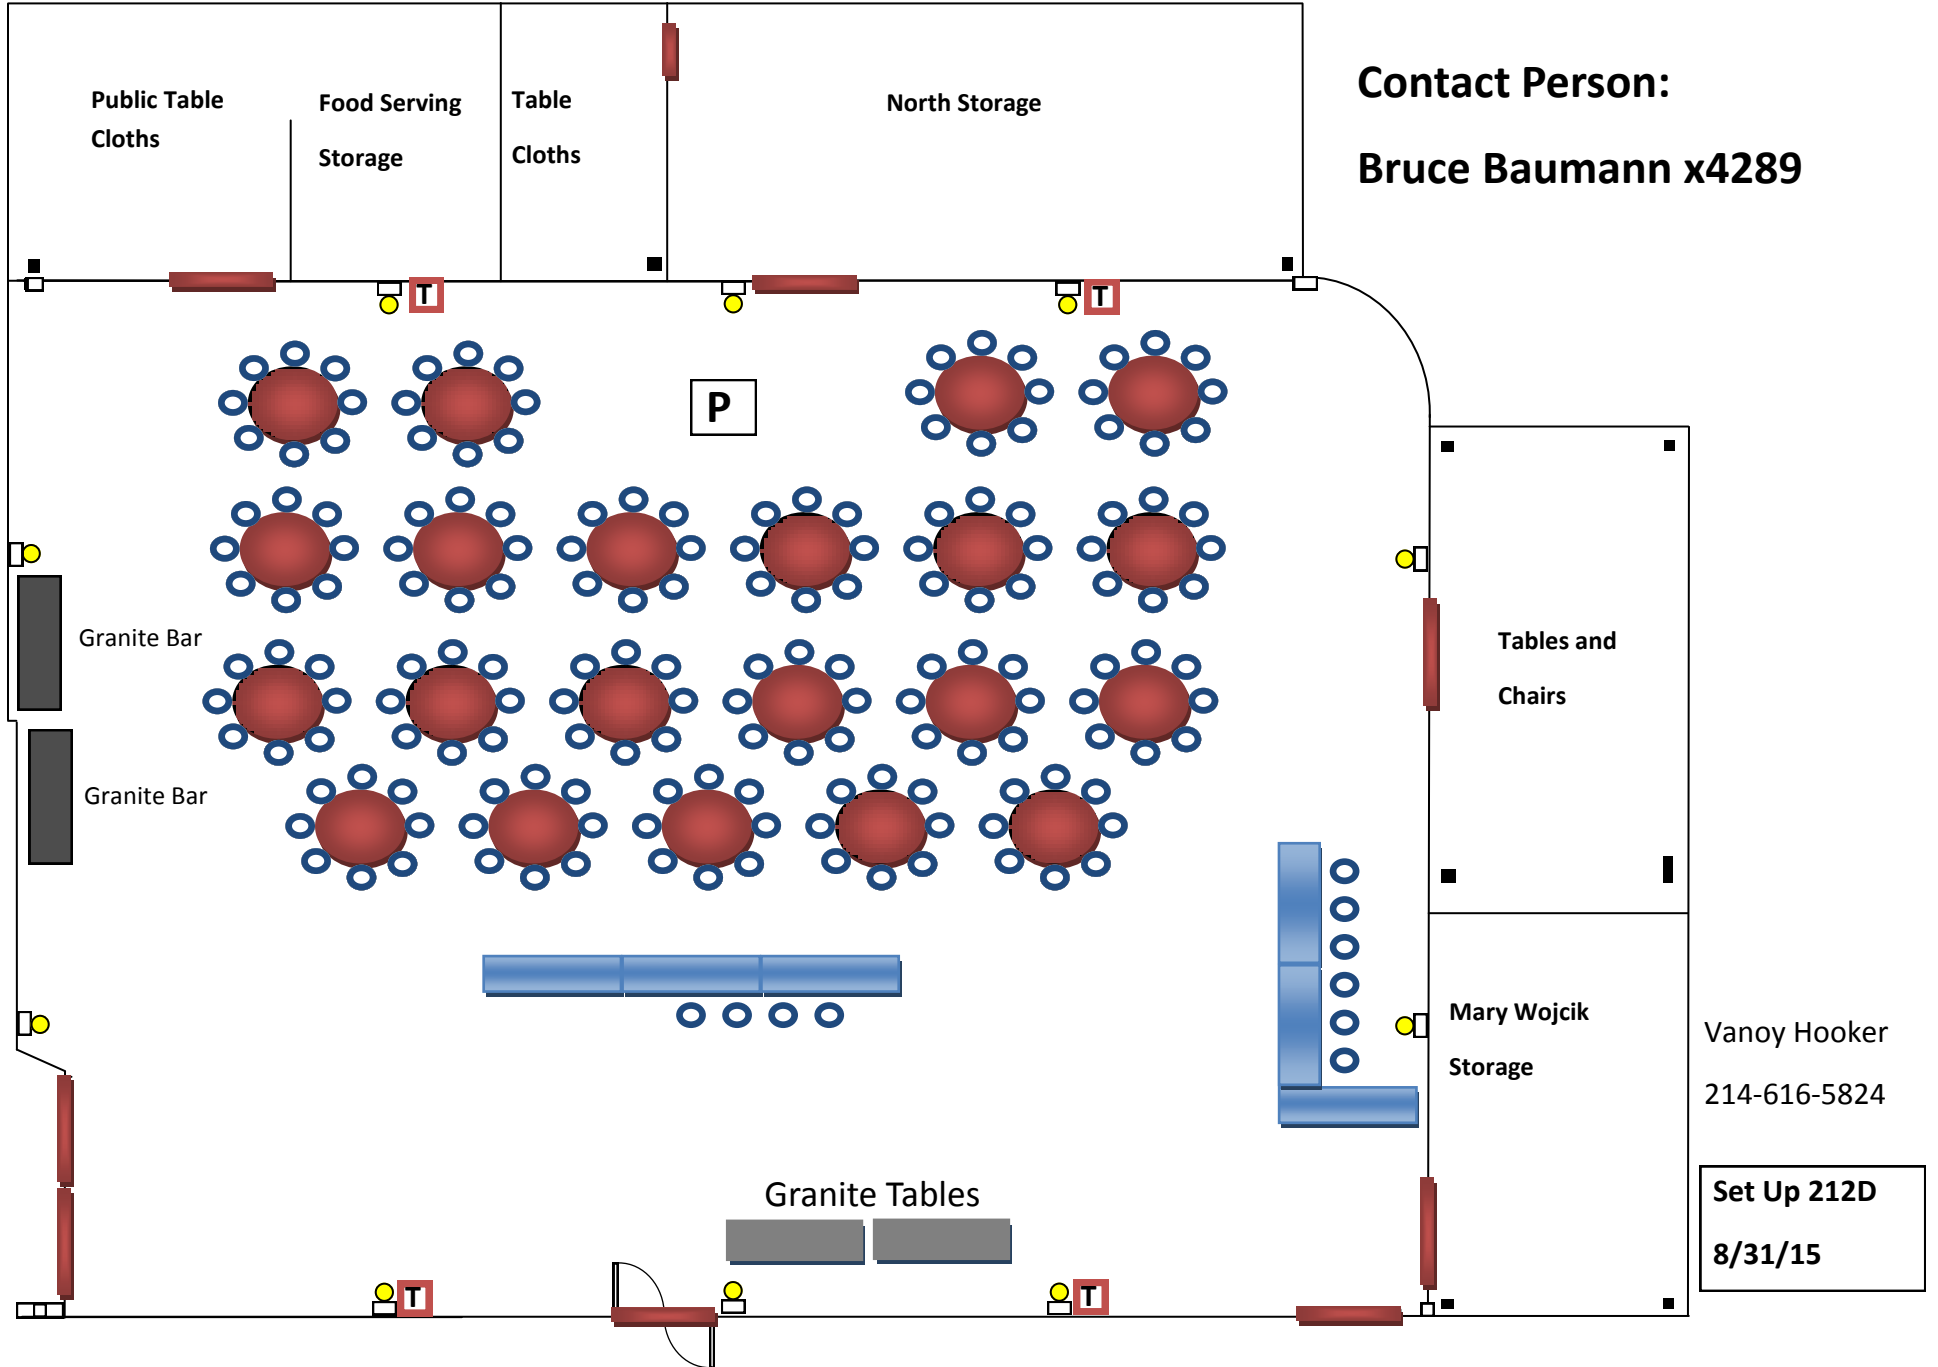 Contact Person:
Bruce Baumann x4289
Public Table
Cloths
Food Serving
Storage
Table
Cloths
North Storage
T
T
P
Granite Bar
Granite Bar
Tables and
Chairs
Mary Wojcik
Storage
Vanoy Hooker
214-616-5824
Granite Tables
Set Up 212D
8/31/15
T
T